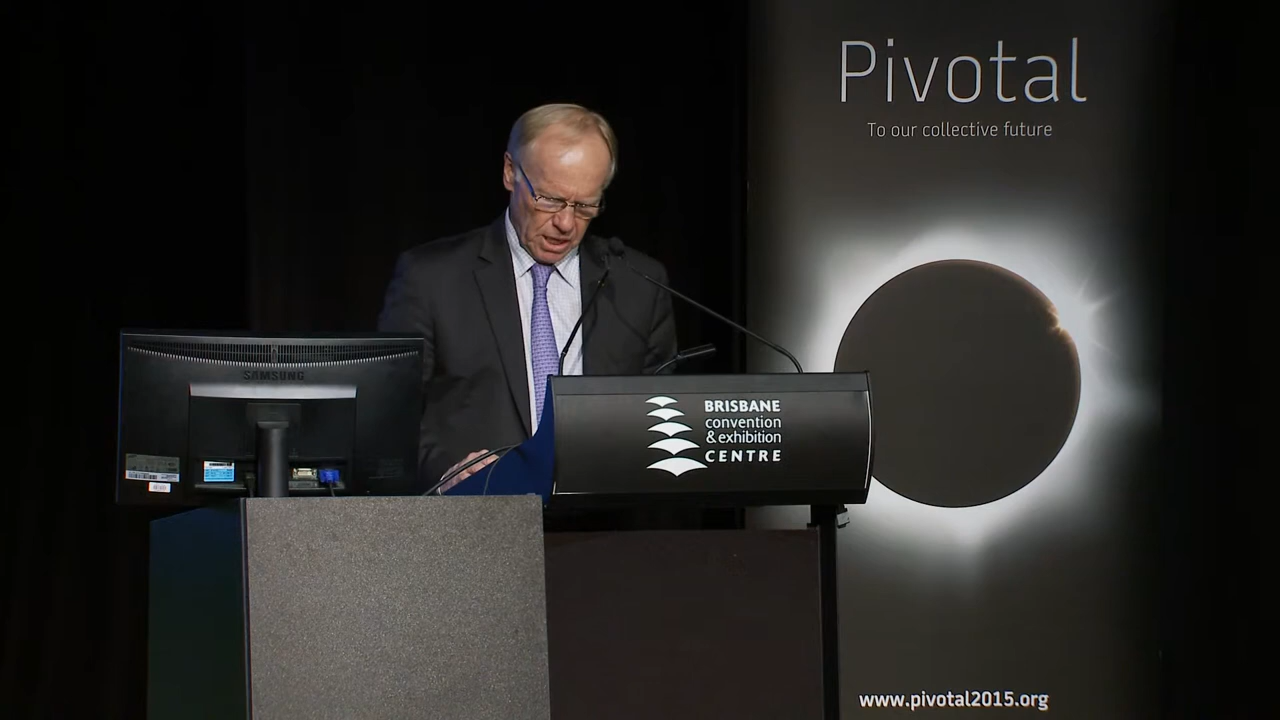 Pivotal
To our collective future
SAMSUNG
BRISBANE
convention
& exhibition
CENTRE
www.pivotal2015.org